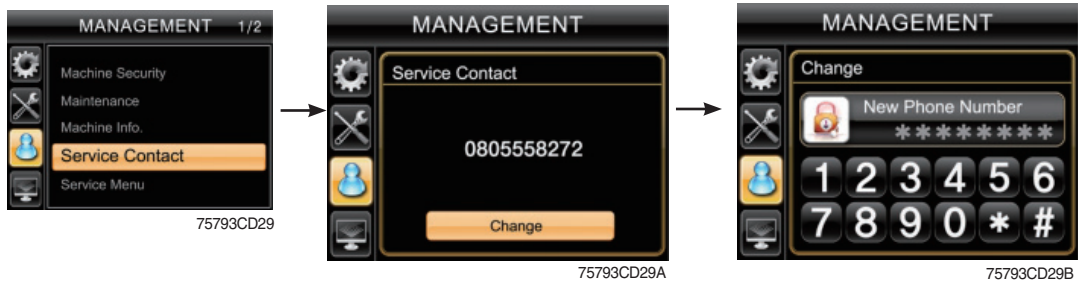 MANAGEMENT 1/2
Machine Security
Maintenance
Machine Info.
Service Contact
Service Menu
75793CD29
MANAGEMENT
Service Contact
0805558272
Change
75793CD29A
MANAGEMENT
Change
New Phone Number
********
1 2 3 4 5 6
7 8 9 0 * #
75793CD29B